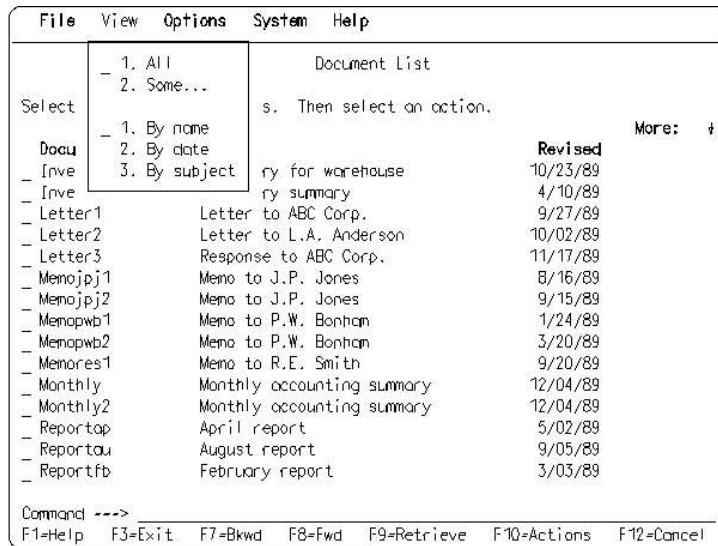 File View Options System Help
_ 1. All Document List
2. Some...
Select s. Then select an action.
_ 1. By name More: ↓
Docu 2. By date Revised
_ Inve 3. By subject ry for warehouse 10/23/89
_ Inve ry summary 4/10/89
_ Letter1 Letter to ABC Corp. 9/27/89
_ Letter2 Letter to L.A. Anderson 10/02/89
_ Letter3 Response to ABC Corp. 11/17/89
_ Memojpj1 Memo to J.P. Jones 8/16/89
_ Memojpj2 Memo to J.P. Jones 9/15/89
_ Memopwb1 Memo to P.W. Bonham 1/24/89
_ Memopwb2 Memo to P.W. Bonham 3/20/89
_ Memores1 Memo to R.E. Smith 9/20/89
_ Monthly Monthly accounting summary 12/04/89
_ Monthly2 Monthly accounting summary 12/04/89
_ Reportap April report 5/02/89
_ Reportau August report 9/05/89
_ Reportfb February report 3/03/89
Command ---> 
F1=Help F3=Exit F7=Bkwd F8=Fwd F9=Retrieve F10=Actions F12=Cancel